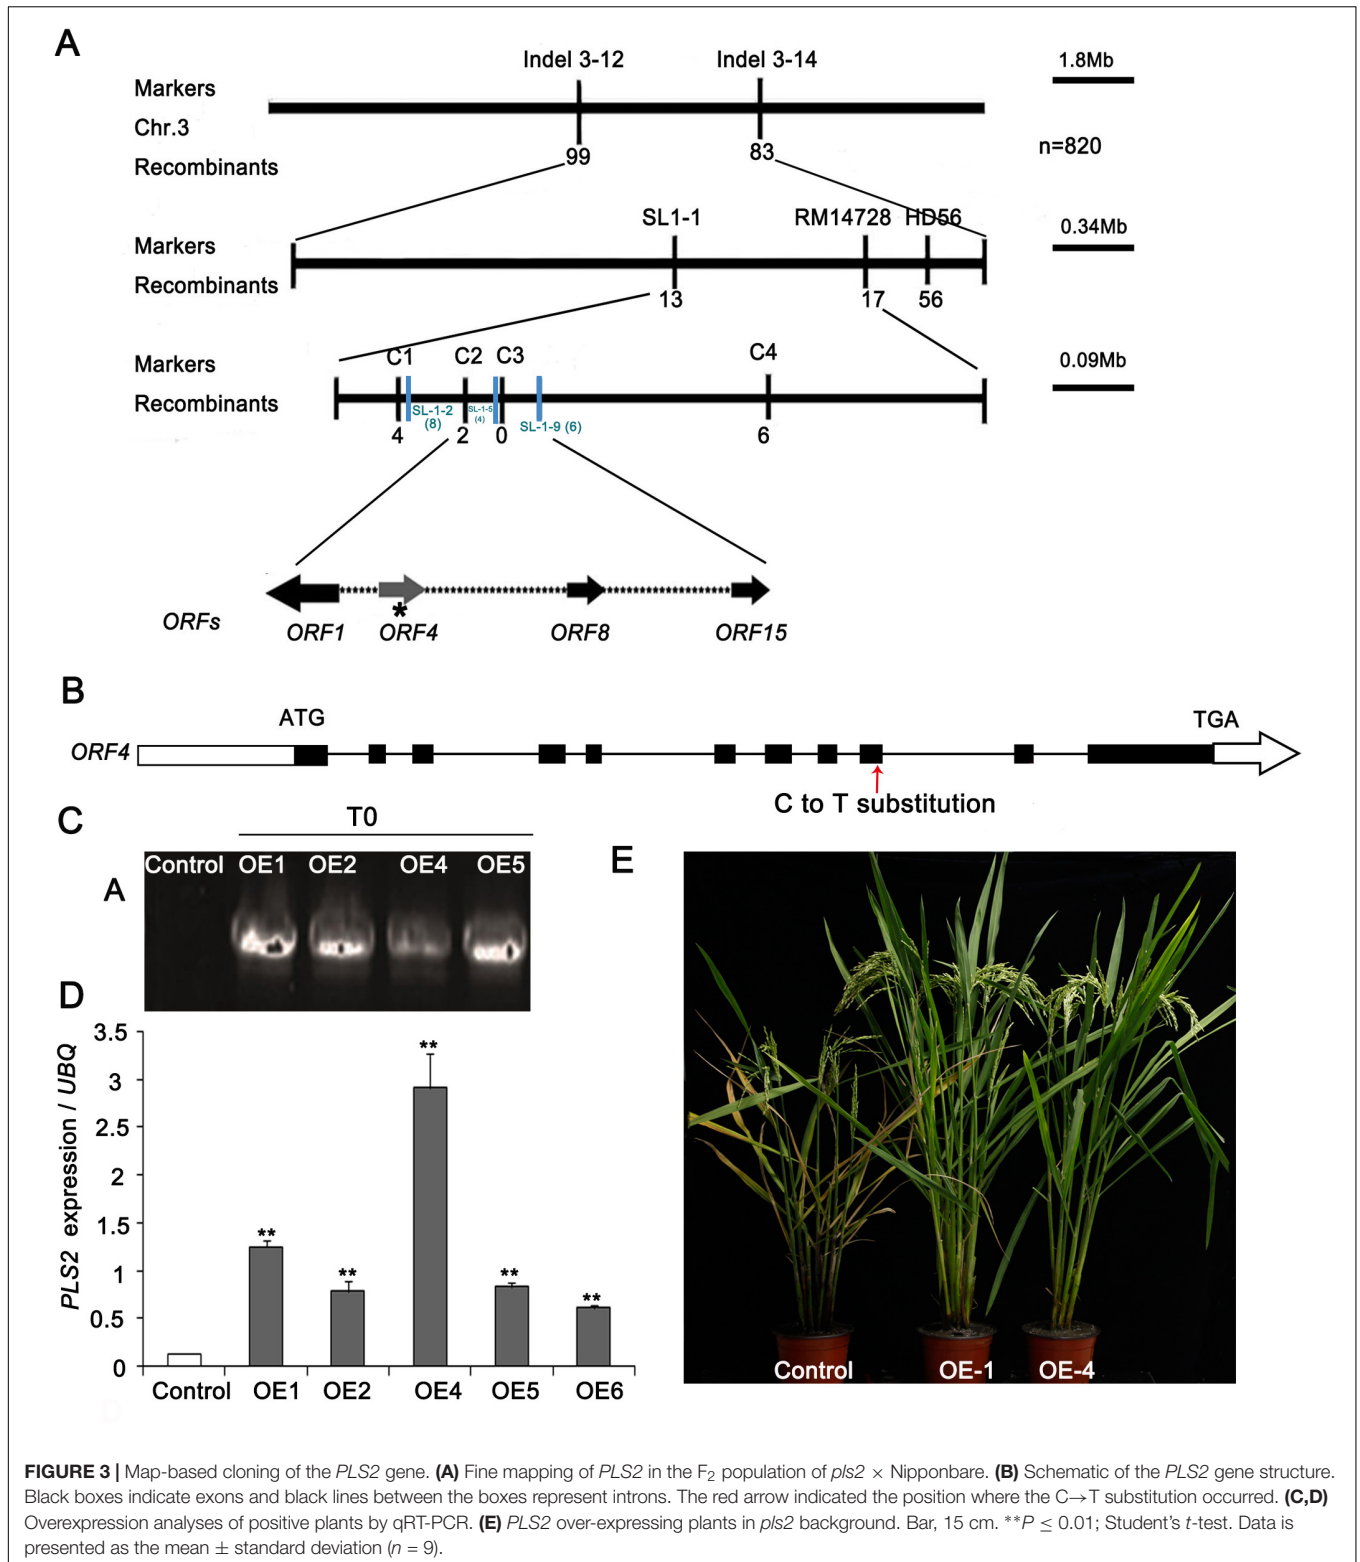 A
Indel 3-12 Indel 3-14 1.8Mb
Markers
Chr.3
Recombinants 99 83 n=820
SL1-1 RM14728 HD56 0.34Mb
Markers
Recombinants
13 17 56
Markers C1 C2 C3 C4 0.09Mb
Recombinants
SL-1-2 (8) SL-1-5 (4) SL-1-9 (6)
4 2 0 6
ORFs ORF1 * ORF4 ORF8 ORF15
B
ATG TGA
ORF4
C to T substitution
C T0
Control OE1 OE2 OE4 OE5
A
D
PLS2 expression / UBQ
3.5
3
2.5
2
1.5
1
0.5
0
** ** ** ** **
Control OE1 OE2 OE4 OE5 OE6
E
Control OE-1 OE-4
FIGURE 3 | Map-based cloning of the PLS2 gene. (A) Fine mapping of PLS2 in the F2 population of pls2 × Nipponbare. (B) Schematic of the PLS2 gene structure.
Black boxes indicate exons and black lines between the boxes represent introns. The red arrow indicated the position where the C→T substitution occurred. (C,D)
Overexpression analyses of positive plants by qRT-PCR. (E) PLS2 over-expressing plants in pls2 background. Bar, 15 cm. **P ≤ 0.01; Student's t-test. Data is
presented as the mean ± standard deviation (n = 9).